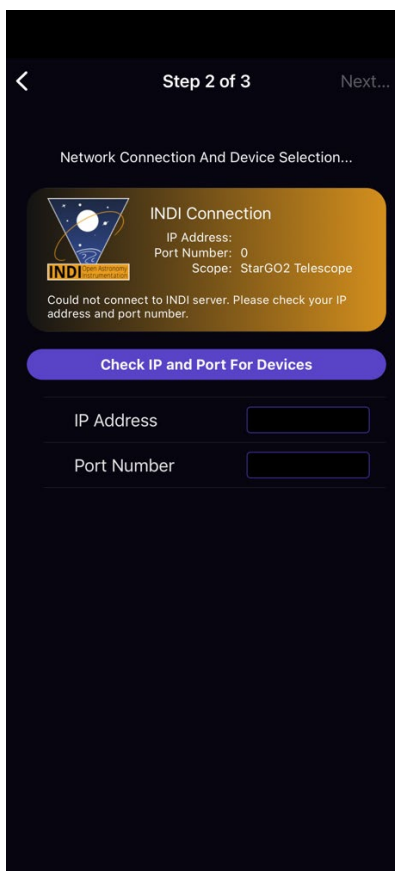 Step 2 of 3
Next...
Network Connection And Device Selection...
INDI Connection
IP Address:
Port Number: 0
Scope: StarGO2 Telescope
INDI Open Astronomy
Instrumentation
Could not connect to INDI server. Please check your IP
address and port number.
Check IP and Port For Devices
IP Address
Port Number